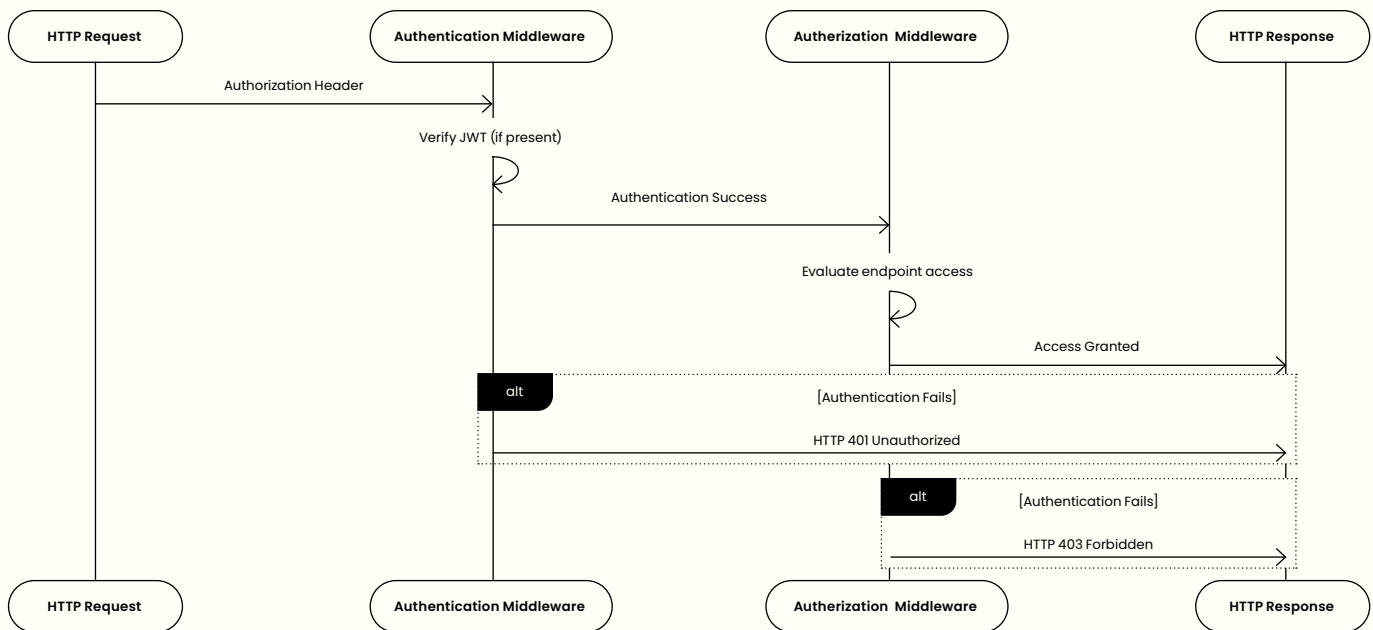 HTTP Request
Authentication Middleware
Autherization Middleware
HTTP Response
Authorization Header
Verify JWT (if present)
Authentication Success
Evaluate endpoint access
Access Granted
alt
[Authentication Fails]
HTTP 401 Unauthorized
alt
[Authentication Fails]
HTTP 403 Forbidden
HTTP Request
Authentication Middleware
Autherization Middleware
HTTP Response